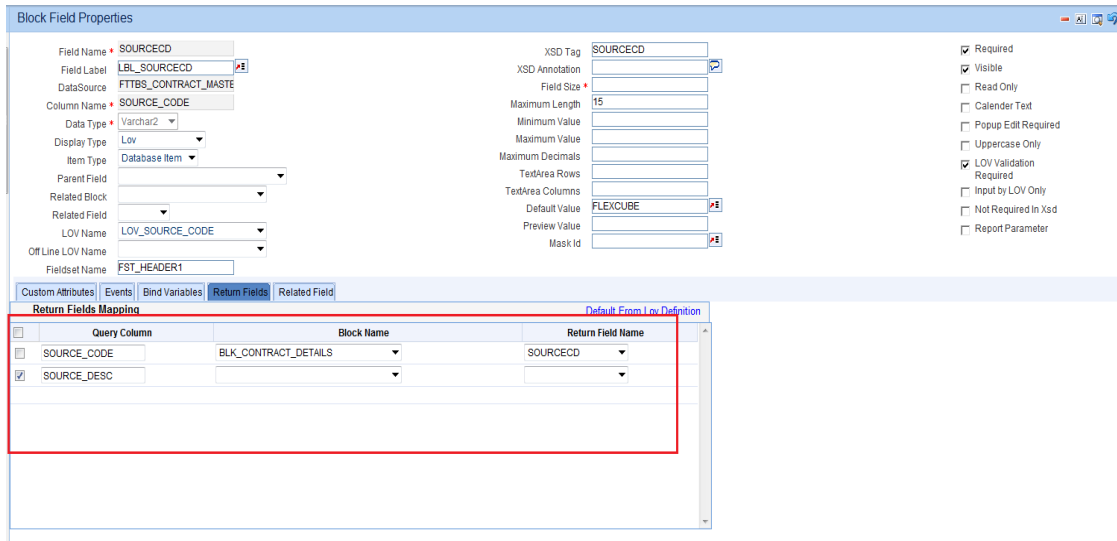 Block Field Properties
Field Name * SOURCECD
Field Label LBL_SOURCECD
DataSource FTTBS_CONTRACT_MASTE
Column Name * SOURCE_CODE
Data Type * Varchar2
Display Type Lov
Item Type Database Item
Parent Field
Related Block
Related Field
LOV Name LOV_SOURCE_CODE
Off Line LOV Name
Fieldset Name FST_HEADER1
XSD Tag SOURCECD
XSD Annotation
Field Size *
Maximum Length 15
Minimum Value
Maximum Value
Maximum Decimals
TextArea Rows
TextArea Columns
Default Value FLEXCUBE
Preview Value
Mask Id
Required
Visible
Read Only
Calender Text
Popup Edit Required
Uppercase Only
LOV Validation
Required
Input by LOV Only
Not Required In Xsd
Report Parameter
Custom Attributes Events Bind Variables Return Fields Related Field
Return Fields Mapping Default From Lov Definition
Query Column Block Name Return Field Name
SOURCE_CODE BLK_CONTRACT_DETAILS SOURCECD
SOURCE_DESC